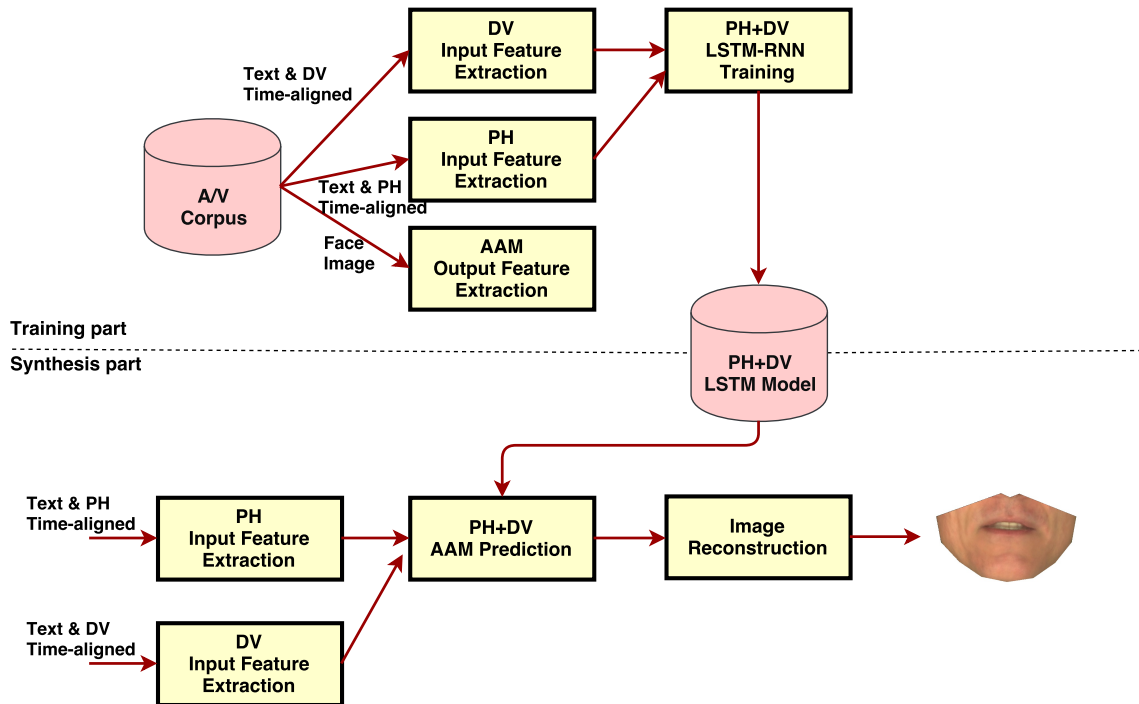 DV
Input Feature
Extraction
PH+DV
LSTM-RNN
Training
Text & DV
Time-aligned
PH
Input Feature
Extraction
A/V
Corpus
Text & PH
Time-aligned
Face
Image
AAM
Output Feature
Extraction
Training part
Synthesis part
PH+DV
LSTM Model
Text & PH
Time-aligned
PH
Input Feature
Extraction
PH+DV
AAM Prediction
Image
Reconstruction
Text & DV
Time-aligned
DV
Input Feature
Extraction